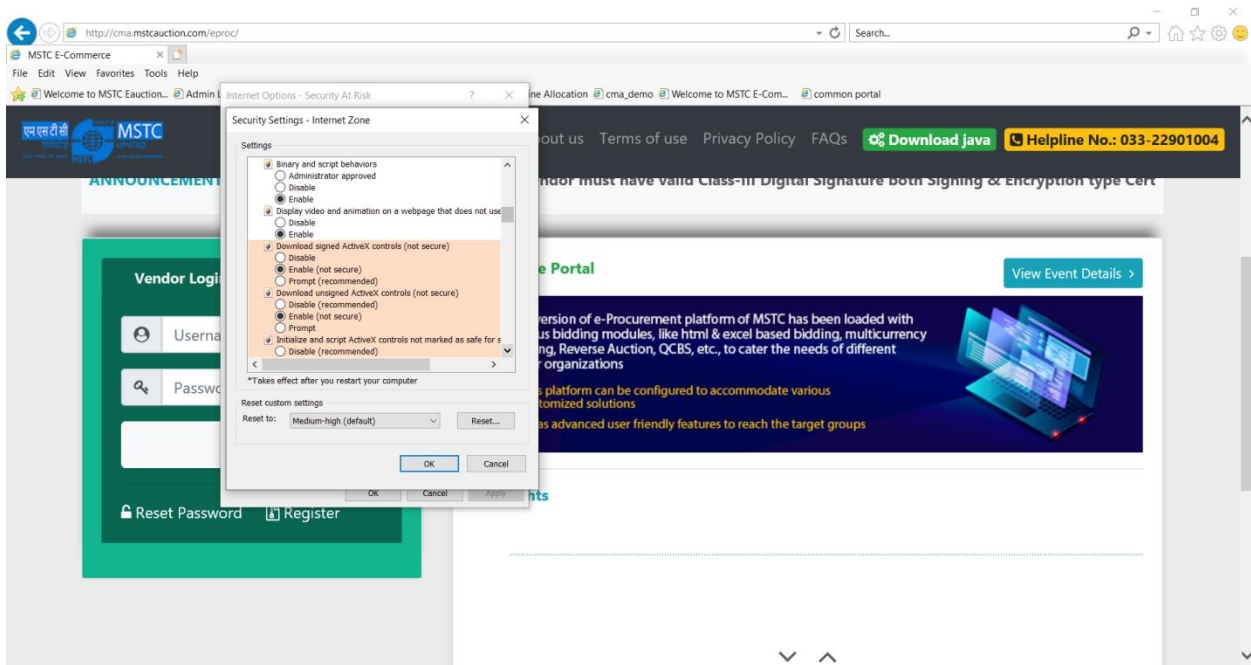 http://cma.mstcauction.com/eproc/
Search...
MSTC E-Commerce
File Edit View Favorites Tools Help
Welcome to MSTC Eauction... Admin Internet Options - Security At Risk ? ine Allocation cma_demo Welcome to MSTC E-Com... common portal
Security Settings - Internet Zone
एम एस टी सी
MSTC
LIMITED
MSTC
bout us Terms of use Privacy Policy FAQs Download java Helpline No.: 033-22901004
ANNOUNCEMENT
ndor must have valid Class-III Digital Signature both Signing & Encryption type Cert
Settings
Binary and script behaviors
Administrator approved
Disable
Enable
Display video and animation on a webpage that does not use
Disable
Enable
Download signed ActiveX controls (not secure)
Disable
Enable (not secure)
Prompt (recommended)
Download unsigned ActiveX controls (not secure)
Disable (recommended)
Enable (not secure)
Prompt
Initialize and script ActiveX controls not marked as safe for s
Disable (recommended)
*Takes effect after you restart your computer
Reset custom settings
Reset to: Medium-high (default) Reset...
OK Cancel
OK Cancel Apply
Vendor Logi
Userna
Passwo
Reset Password Register
e Portal
View Event Details >
version of e-Procurement platform of MSTC has been loaded with
us bidding modules, like html & excel based bidding, multicurrency
ng, Reverse Auction, QCBS, etc., to cater the needs of different
r organizations
s platform can be configured to accommodate various
tomized solutions
as advanced user friendly features to reach the target groups
nts